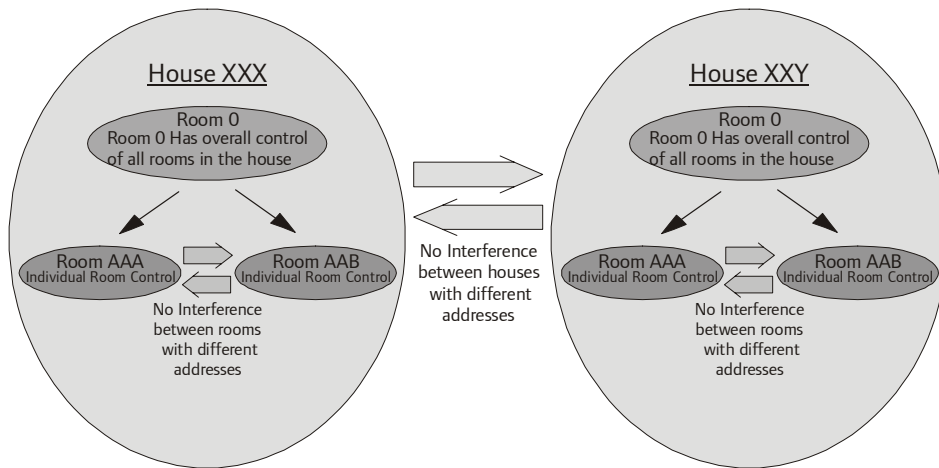 House XXX
Room 0
Room 0 Has overall control
of all rooms in the house
Room AAA
Individual Room Control
Room AAB
Individual Room Control
No Interference
between rooms
with different
addresses
No Interference
between houses
with different
addresses
House XXY
Room 0
Room 0 Has overall control
of all rooms in the house
Room AAA
Individual Room Control
Room AAB
Individual Room Control
No Interference
between rooms
with different
addresses